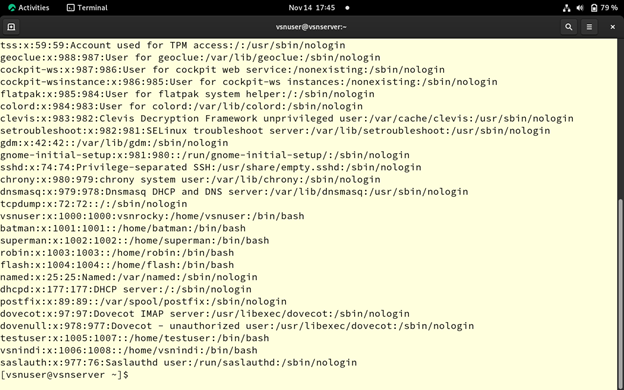 Activities Terminal Nov 14 17:45 79 %
vsnuser@vsnserver:~
tss:x:59:59:Account used for TPM access:/:/usr/sbin/nologin
geoclue:x:988:987:User for geoclue:/var/lib/geoclue:/sbin/nologin
cockpit-ws:x:987:986:User for cockpit web service:/nonexisting:/sbin/nologin
cockpit-wsinstance:x:986:985:User for cockpit-ws instances:/nonexisting:/sbin/nologin
flatpak:x:985:984:User for flatpak system helper:/:/sbin/nologin
colord:x:984:983:User for colord:/var/lib/colord:/sbin/nologin
clevis:x:983:982:Clevis Decryption Framework unprivileged user:/var/cache/clevis:/usr/sbin/nologin
setroubleshoot:x:982:981:SELinux troubleshoot server:/var/lib/setroubleshoot:/usr/sbin/nologin
gdm:x:42:42::/var/lib/gdm:/sbin/nologin
gnome-initial-setup:x:981:980::/run/gnome-initial-setup/:/sbin/nologin
sshd:x:74:74:Privilege-separated SSH:/usr/share/empty.sshd:/sbin/nologin
chrony:x:980:979:chrony system user:/var/lib/chrony:/sbin/nologin
dnsmasq:x:979:978:Dnsmasq DHCP and DNS server:/var/lib/dnsmasq:/usr/sbin/nologin
tcpdump:x:72:72::/:/sbin/nologin
vsnuser:x:1000:1000:vsnrocky:/home/vsnuser:/bin/bash
batman:x:1001:1001::/home/batman:/bin/bash
superman:x:1002:1002::/home/superman:/bin/bash
robin:x:1003:1003::/home/robin:/bin/bash
flash:x:1004:1004::/home/flash:/bin/bash
named:x:25:25:Named:/var/named:/sbin/nologin
dhcpd:x:177:177:DHCP server:/:/sbin/nologin
postfix:x:89:89::/var/spool/postfix:/sbin/nologin
dovecot:x:97:97:Dovecot IMAP server:/usr/libexec/dovecot:/sbin/nologin
dovenull:x:978:977:Dovecot - unauthorized user:/usr/libexec/dovecot:/sbin/nologin
testuser:x:1005:1007::/home/testuser:/bin/bash
vsnindi:x:1006:1008::/home/vsnindi:/bin/bash
saslauth:x:977:76:Saslauthd user:/run/saslauthd:/sbin/nologin
[vsnuser@vsnserver ~]$